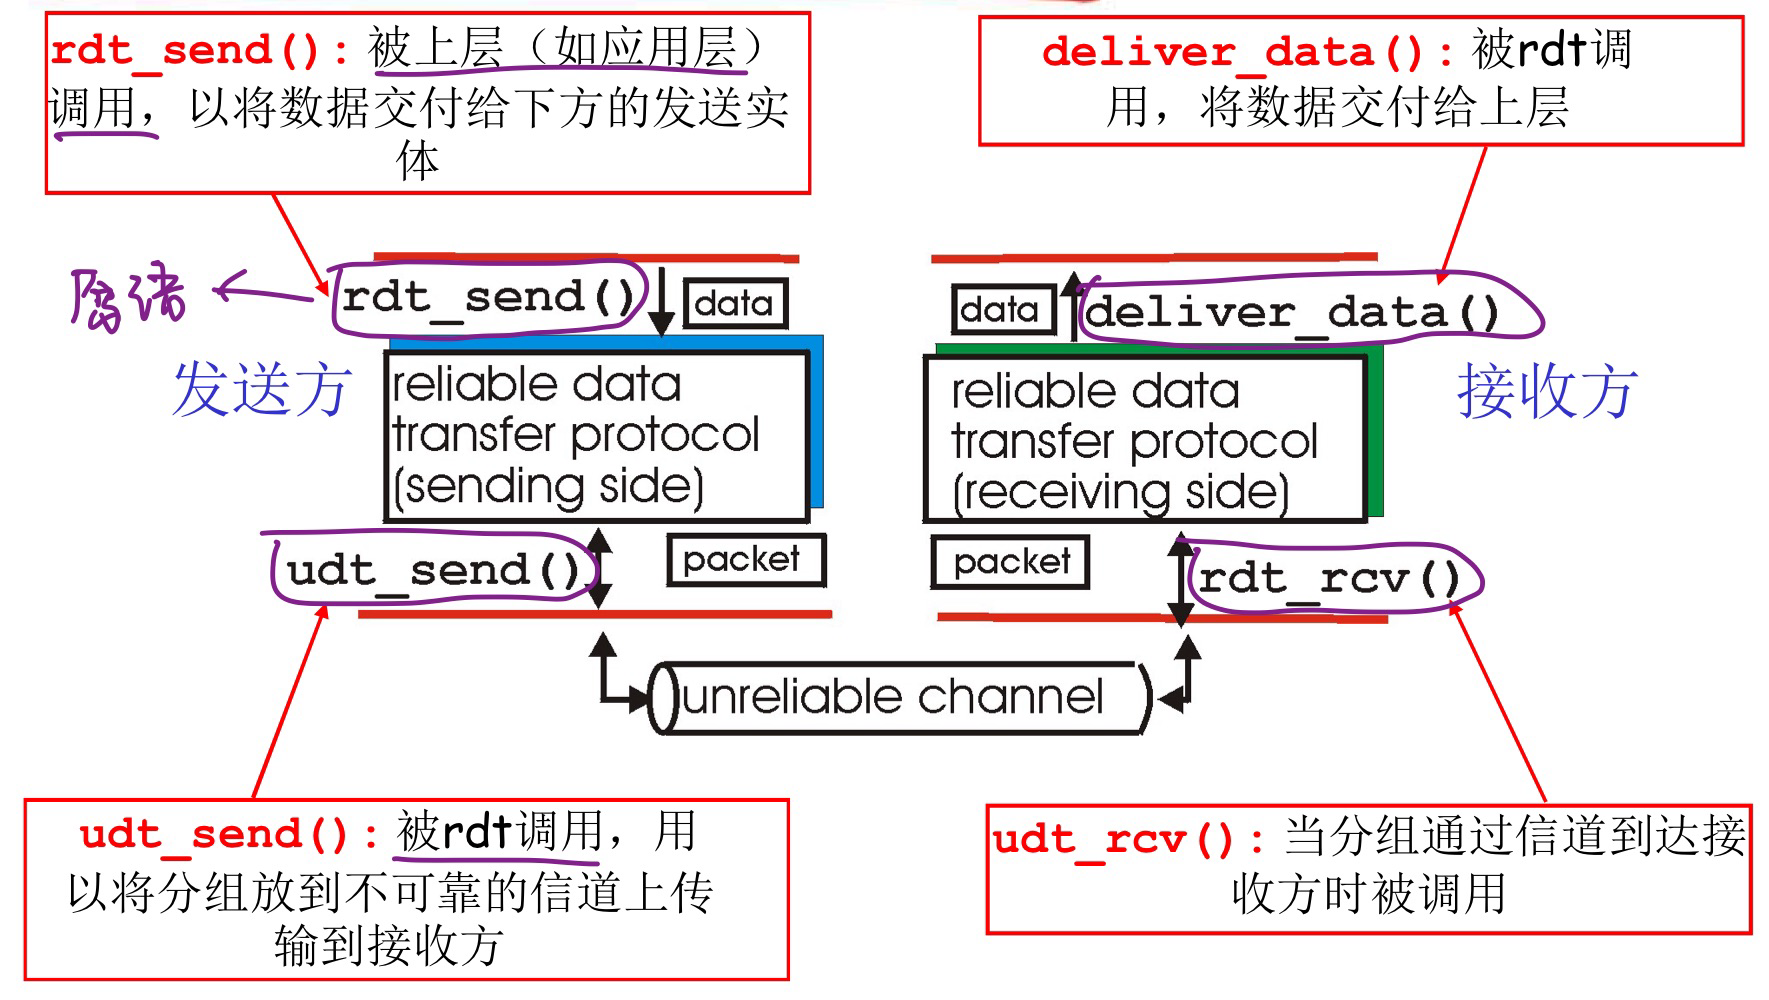 rdt_send(): 被上层（如应用层）
调用，以将数据交付给下方的发送实
体
deliver_data(): 被rdt调
用，将数据交付给上层
rdt_send()
data
data
deliver_data()
发送方
reliable data
transfer protocol
(sending side)
reliable data
transfer protocol
(receiving side)
接收方
udt_send()
packet
packet
rdt_rcv()
unreliable channel
udt_send(): 被rdt调用，用
以将分组放到不可靠的信道上传
输到接收方
udt_rcv(): 当分组通过信道到达接
收方时被调用